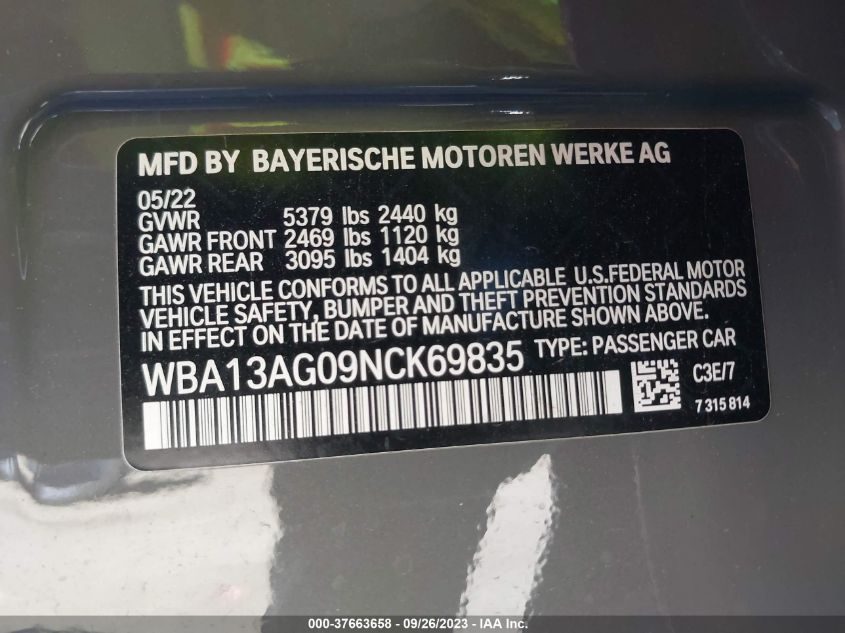 MFD BY BAYERISCHE MOTOREN WERKE AG
05/22
GVWR 5379 lbs 2440 kg
GAWR FRONT 2469 lbs 1120 kg
GAWR REAR 3095 lbs 1404 kg
THIS VEHICLE CONFORMS TO ALL APPLICABLE U.S.FEDERAL MOTOR
VEHICLE SAFETY, BUMPER AND THEFT PREVENTION STANDARDS
IN EFFECT ON THE DATE OF MANUFACTURE SHOWN ABOVE.
WBA13AG09NCK69835 TYPE: PASSENGER CAR
C3E/7
7 315 814
000-37663658 - 09/26/2023 - IAA Inc.